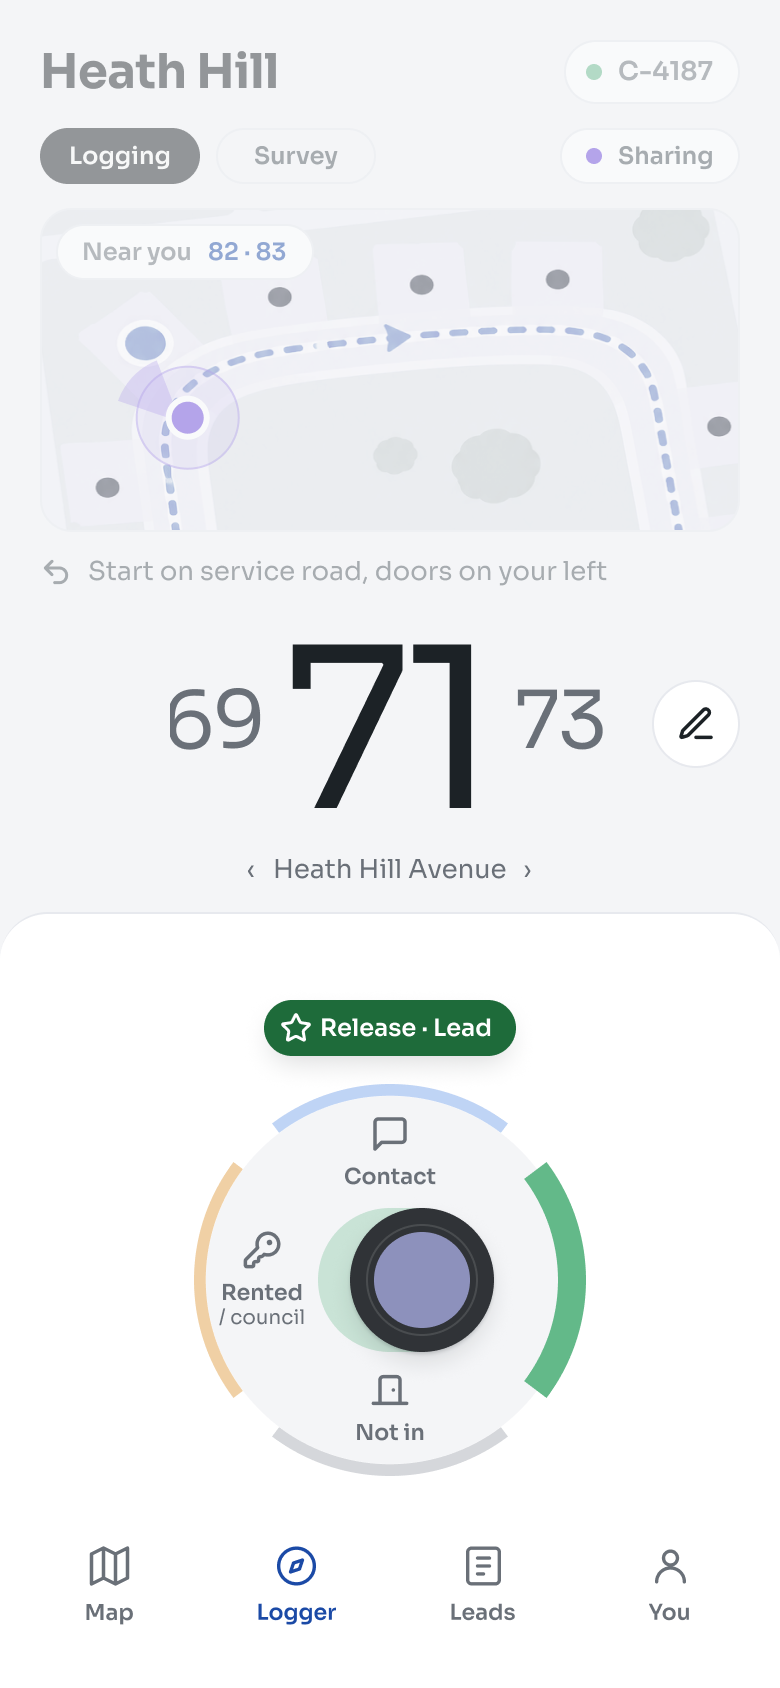 Heath Hill
C-4187
Logging
Survey
Sharing
Near you 82 · 83
Start on service road, doors on your left
69 71 73
‹ Heath Hill Avenue ›
Release · Lead
Contact
Rented
/ council
Not in
Map
Logger
Leads
You